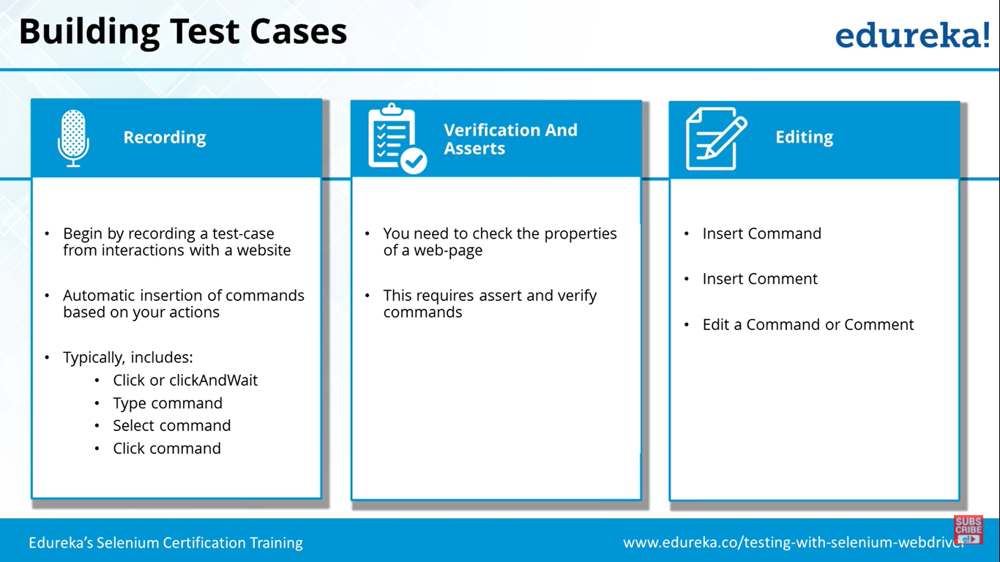 Building Test Cases
edureka!
Recording
• Begin by recording a test-case
from interactions with a website
• Automatic insertion of commands
based on your actions
• Typically, includes:
• Click or clickAndWait
• Type command
• Select command
• Click command
Verification And
Asserts
• You need to check the properties
of a web-page
• This requires assert and verify
commands
Editing
• Insert Command
• Insert Comment
• Edit a Command or Comment
Edureka's Selenium Certification Training
www.edureka.co/testing-with-selenium-webdriver
SUBS
CRIBE
e!